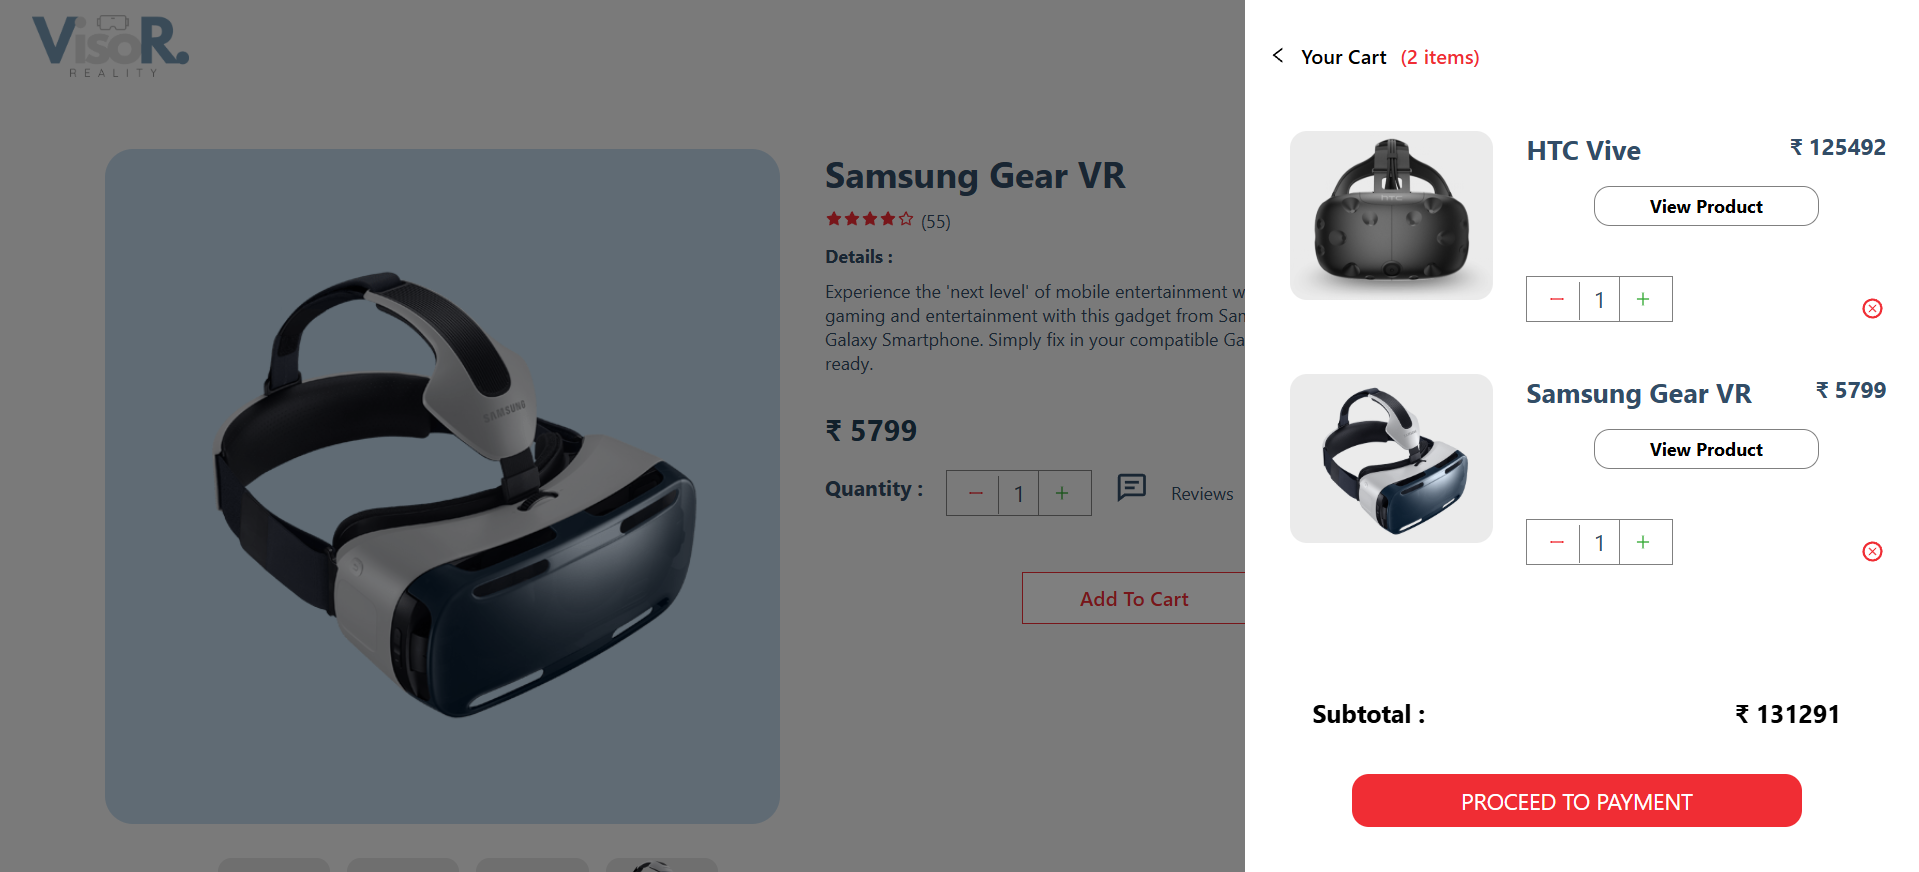 VisoR.
REALITY
Samsung Gear VR
(55)
Details :
Experience the 'next level' of mobile entertainment w
gaming and entertainment with this gadget from Sam
Galaxy Smartphone. Simply fix in your compatible Ga
ready.
₹ 5799
Quantity :
1
Reviews
Add To Cart
SAMSUNG
Your Cart (2 items)
HTC Vive
₹ 125492
View Product
1
HTC
Samsung Gear VR
₹ 5799
View Product
1
Subtotal :
₹ 131291
PROCEED TO PAYMENT